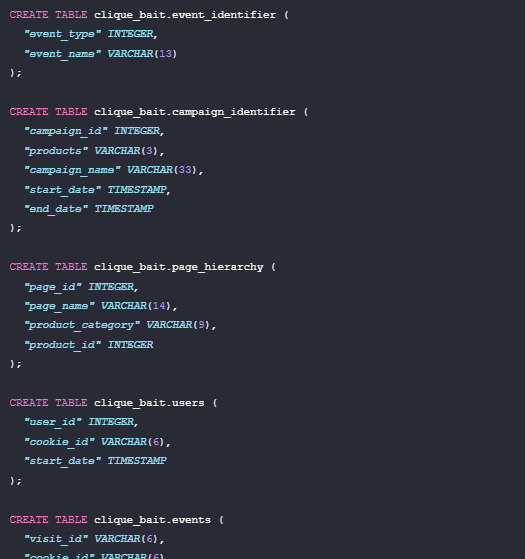 CREATE TABLE clique_bait.event_identifier (
"event_type" INTEGER,
"event_name" VARCHAR(13)
);
CREATE TABLE clique_bait.campaign_identifier (
"campaign_id" INTEGER,
"products" VARCHAR(3),
"campaign_name" VARCHAR(33),
"start_date" TIMESTAMP,
"end_date" TIMESTAMP
);
CREATE TABLE clique_bait.page_hierarchy (
"page_id" INTEGER,
"page_name" VARCHAR(14),
"product_category" VARCHAR(9),
"product_id" INTEGER
);
CREATE TABLE clique_bait.users (
"user_id" INTEGER,
"cookie_id" VARCHAR(6),
"start_date" TIMESTAMP
);
CREATE TABLE clique_bait.events (
"visit_id" VARCHAR(6),
"cookie_id" VARCHAR(6)